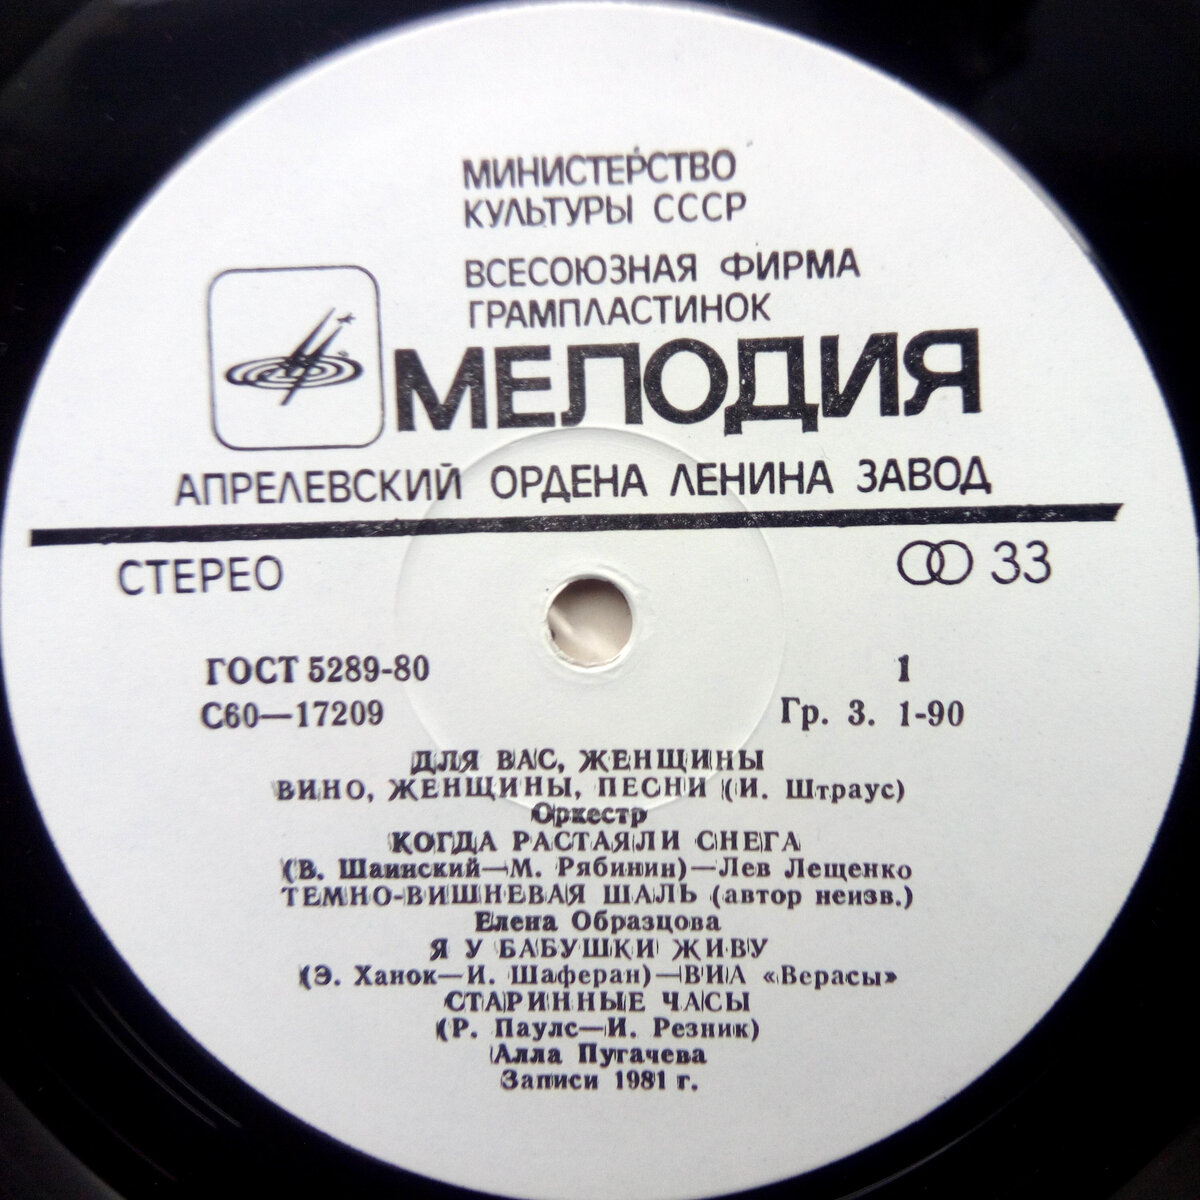 МИНИСТЕРСТВО
КУЛЬТУРЫ СССР
ВСЕСОЮЗНАЯ ФИРМА
ГРАМПЛАСТИНОК
МЕЛОДИЯ
АПРЕЛЕВСКИЙ ОРДЕНА ЛЕНИНА ЗАВОД
СТЕРЕО 33
ГОСТ 5289-80 1
С60—17209 Гр. 3. 1-90
ДЛЯ ВАС, ЖЕНЩИНЫ
ВИНО, ЖЕНЩИНЫ, ПЕСНИ (И. Штраус)
Оркестр
КОГДА РАСТАЯЛИ СНЕГА
(В. Шаинский—М. Рябинин)—Лев Лещенко
ТЕМНО-ВИШНЕВАЯ ШАЛЬ (автор неизв.)
Елена Образцова
Я У БАБУШКИ ЖИВУ
(Э. Ханок—И. Шаферан)—ВИА «Верасы»
СТАРИННЫЕ ЧАСЫ
(Р. Паулс—И. Резник)
Алла Пугачева
Записи 1981 г.